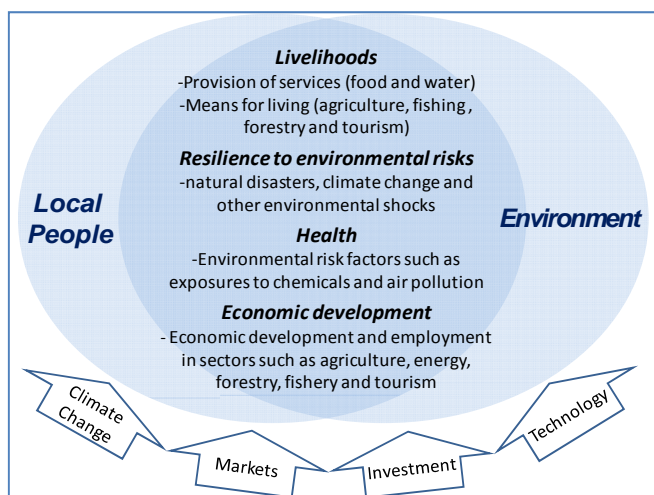 Livelihoods
-Provision of services (food and water)
-Means for living (agriculture, fishing ,
forestry and tourism)
Resilience to environmental risks
-natural disasters, climate change and
other environmental shocks
Local
People
Environment
Health
-Environmental risk factors such as
exposures to chemicals and air pollution
Economic development
- Economic development and employment
in sectors such as agriculture, energy,
forestry, fishery and tourism
Climate
Change
Markets
Investment
Technology